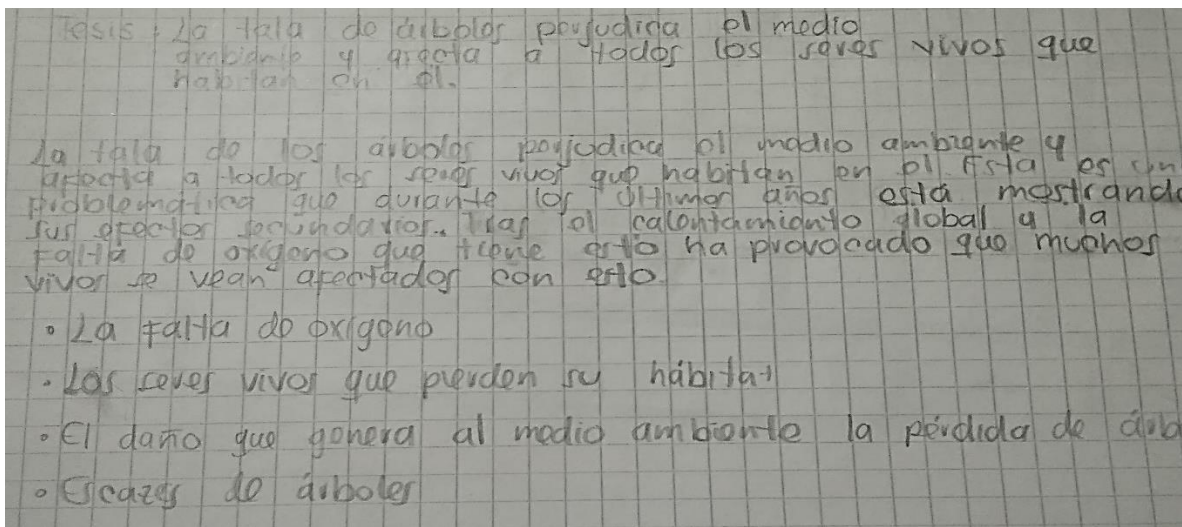 Tesis: La tala de árboles perjudica el medio
ambiente y afecta a todos los seres vivos que
habitan en él.
La tala de los árboles perjudica el medio ambiente y
afecta a todos los seres vivos que habitan en él. Esta es una
problemática que durante los últimos años está mostrando
sus efectos secundarios. Tras el calentamiento global y la
falta de oxígeno que tiene esto ha provocado que muchos
vivos se vean afectados con esto.
• La falta de oxígeno
• Los seres vivos que pierden su hábitat
• El daño que genera al medio ambiente la pérdida de árb
• Escazes de árboles